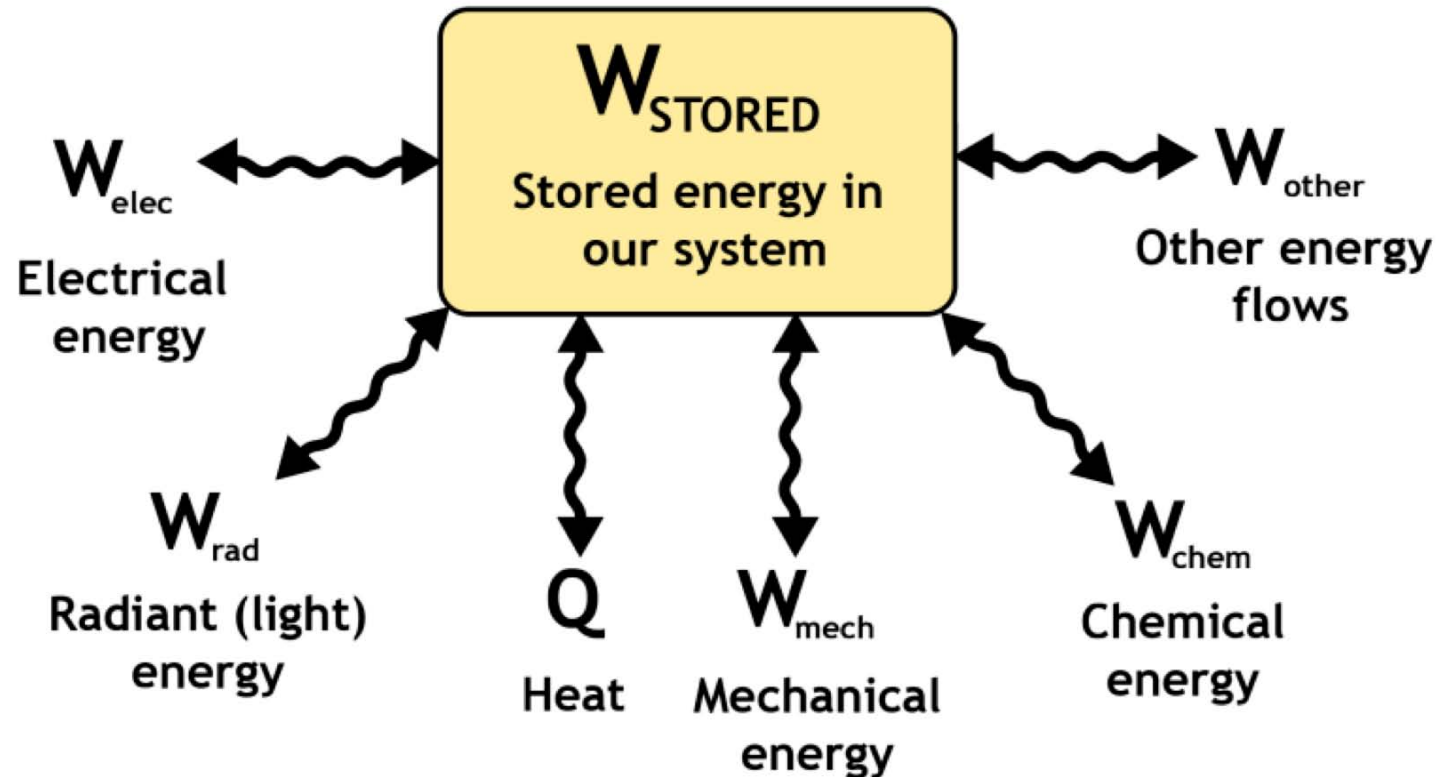 W STORED
Stored energy in
our system
W elec
Electrical
energy
W other
Other energy
flows
W rad
Radiant (light)
energy
Q
Heat
W mech
Mechanical
energy
W chem
Chemical
energy